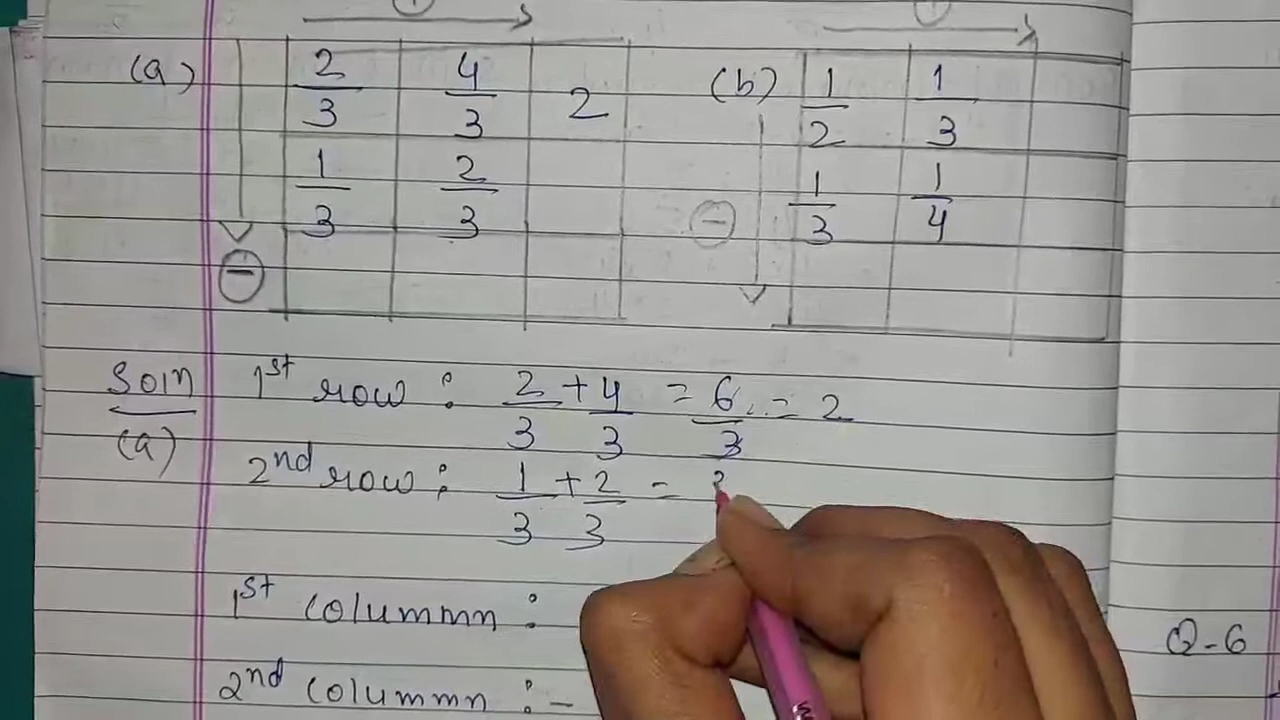 + +
(a) 2/3 4/3 2 (b) 1/2 1/3
1/3 2/3 − 1/3 1/4
−
Soln 1st row : 2/3 + 4/3 = 6/3 = 2
(a) 2nd row : 1/3 + 2/3 =
1st colummn :
Q-6
2nd colummn : −